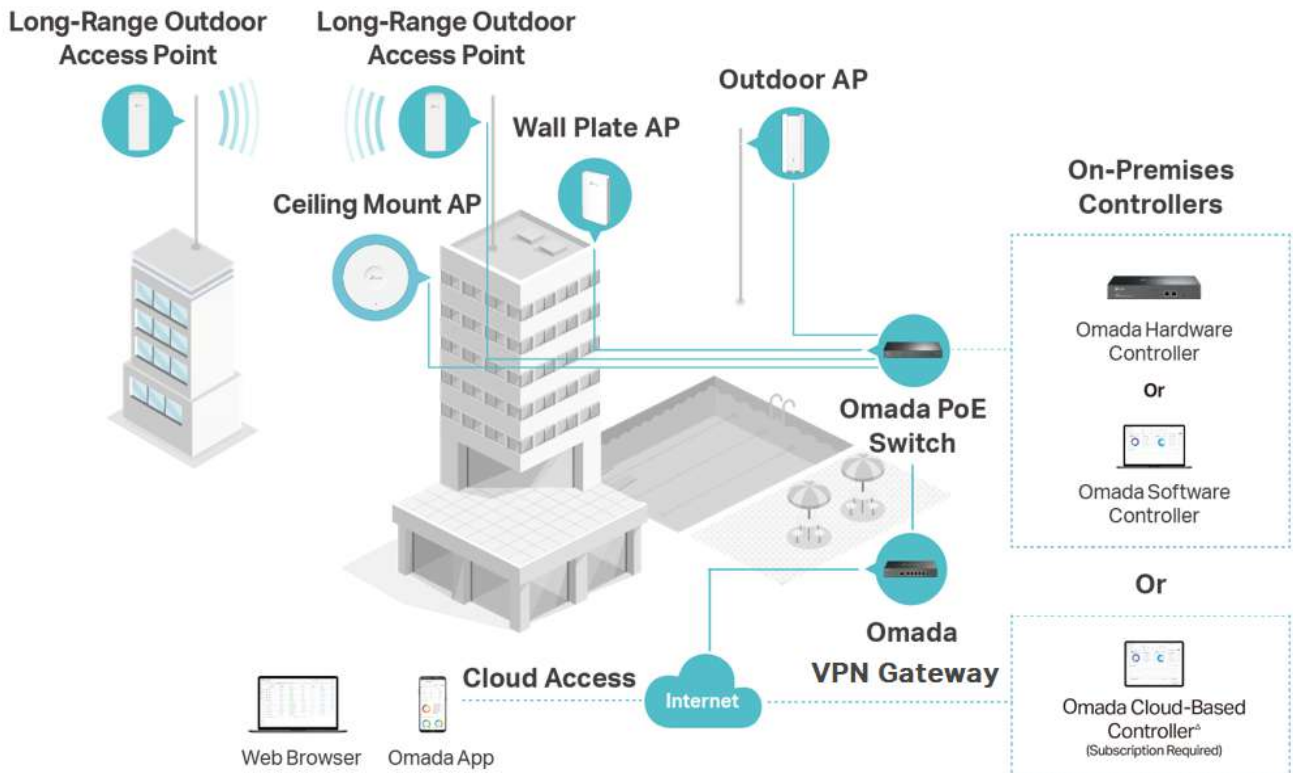 Long-Range Outdoor
Access Point
Long-Range Outdoor
Access Point
Outdoor AP
Wall Plate AP
Ceiling Mount AP
On-Premises
Controllers
Omada Hardware
Controller
Or
Omada Software
Controller
Omada PoE
Switch
Or
Omada
VPN Gateway
Cloud Access
Internet
Web Browser
Omada App
Omada Cloud-Based
Controller△
(Subscription Required)